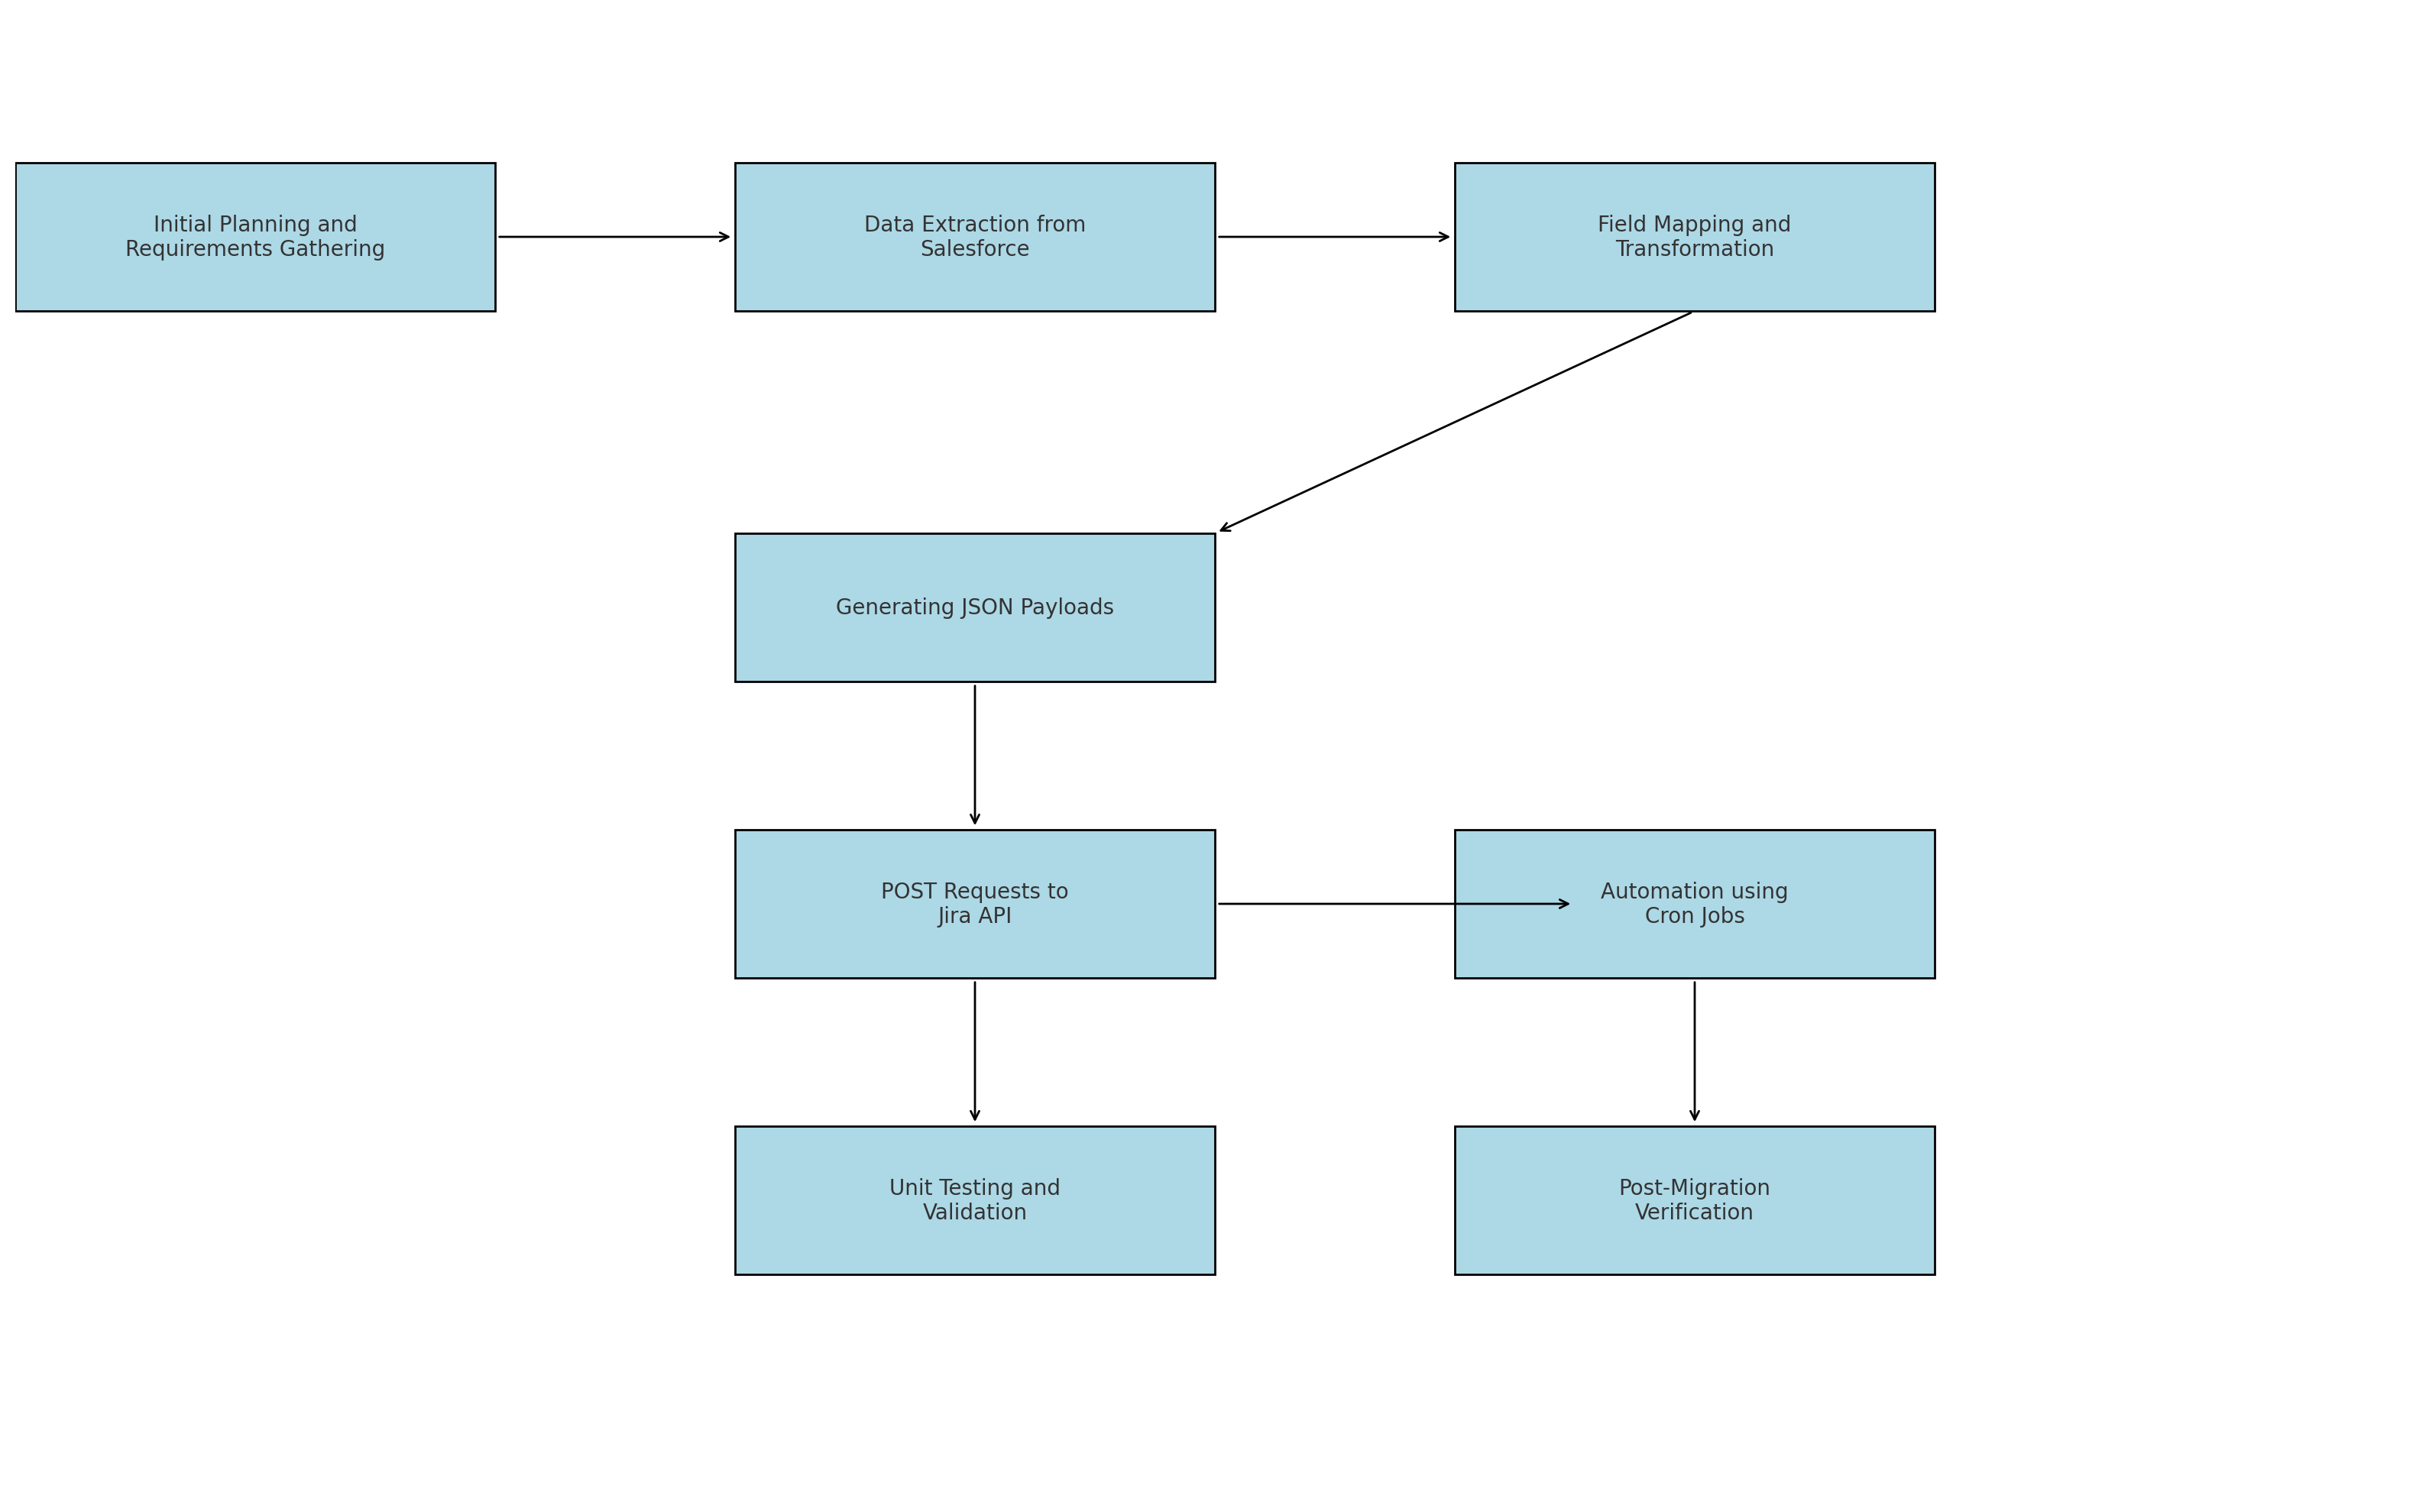 Initial Planning and
Requirements Gathering
Data Extraction from
Salesforce
Field Mapping and
Transformation
Generating JSON Payloads
POST Requests to
Jira API
Automation using
Cron Jobs
Unit Testing and
Validation
Post-Migration
Verification